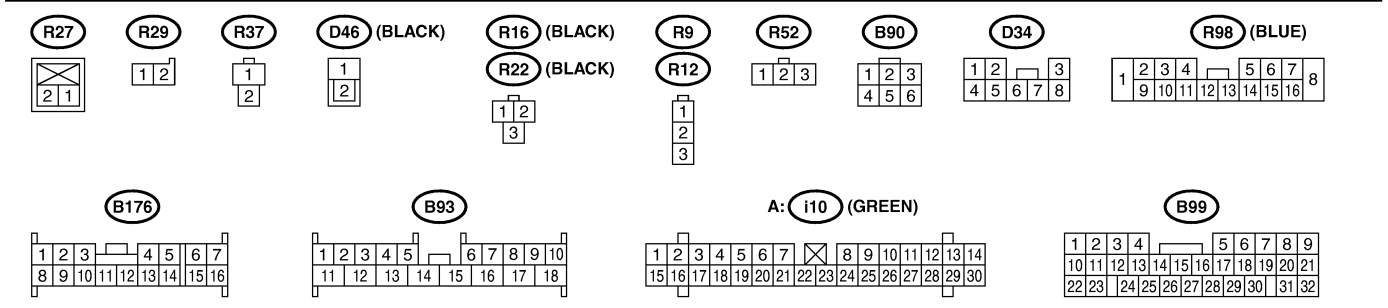 R27 R29 R37 D46 (BLACK) R16 (BLACK) R9 R52 B90 D34 R98 (BLUE)
R22 (BLACK) R12
2 1
1 2
1
2
1
2
1 2
3
1
2
3
1 2 3
1 2 3
4 5 6
1 2 3
4 5 6 7 8
1 2 3 4 5 6 7 8
9 10 11 12 13 14 15 16
B176 B93 A: i10 (GREEN) B99
1 2 3 4 5 6 7
8 9 10 11 12 13 14 15 16
1 2 3 4 5 6 7 8 9 10
11 12 13 14 15 16 17 18
1 2 3 4 5 6 7 8 9 10 11 12 13 14
15 16 17 18 19 20 21 22 23 24 25 26 27 28 29 30
1 2 3 4 5 6 7 8 9
10 11 12 13 14 15 16 17 18 19 20 21
22 23 24 25 26 27 28 29 30 31 32